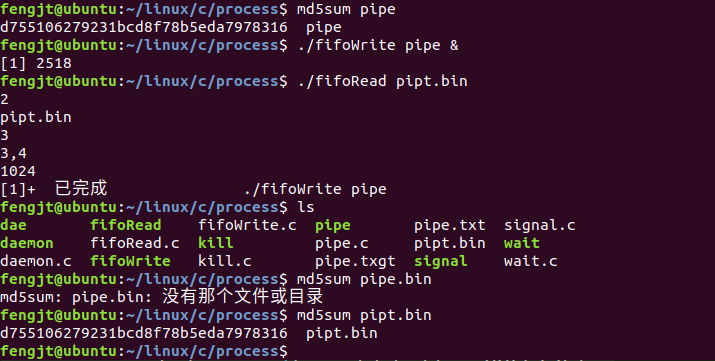 fengjt@ubuntu:~/linux/c/process$ md5sum pipe
d755106279231bcd8f78b5eda7978316  pipe
fengjt@ubuntu:~/linux/c/process$ ./fifoWrite pipe &
[1] 2518
fengjt@ubuntu:~/linux/c/process$ ./fifoRead pipt.bin
2
pipt.bin
3
3,4
1024
[1]+  已完成               ./fifoWrite pipe
fengjt@ubuntu:~/linux/c/process$ ls
dae       fifoRead    fifoWrite.c  pipe       pipe.txt  signal.c
daemon    fifoRead.c  kill         pipe.c     pipt.bin  wait
daemon.c  fifoWrite   kill.c       pipe.txgt  signal    wait.c
fengjt@ubuntu:~/linux/c/process$ md5sum pipe.bin
md5sum: pipe.bin: 没有那个文件或目录
fengjt@ubuntu:~/linux/c/process$ md5sum pipt.bin
d755106279231bcd8f78b5eda7978316  pipt.bin
fengjt@ubuntu:~/linux/c/process$